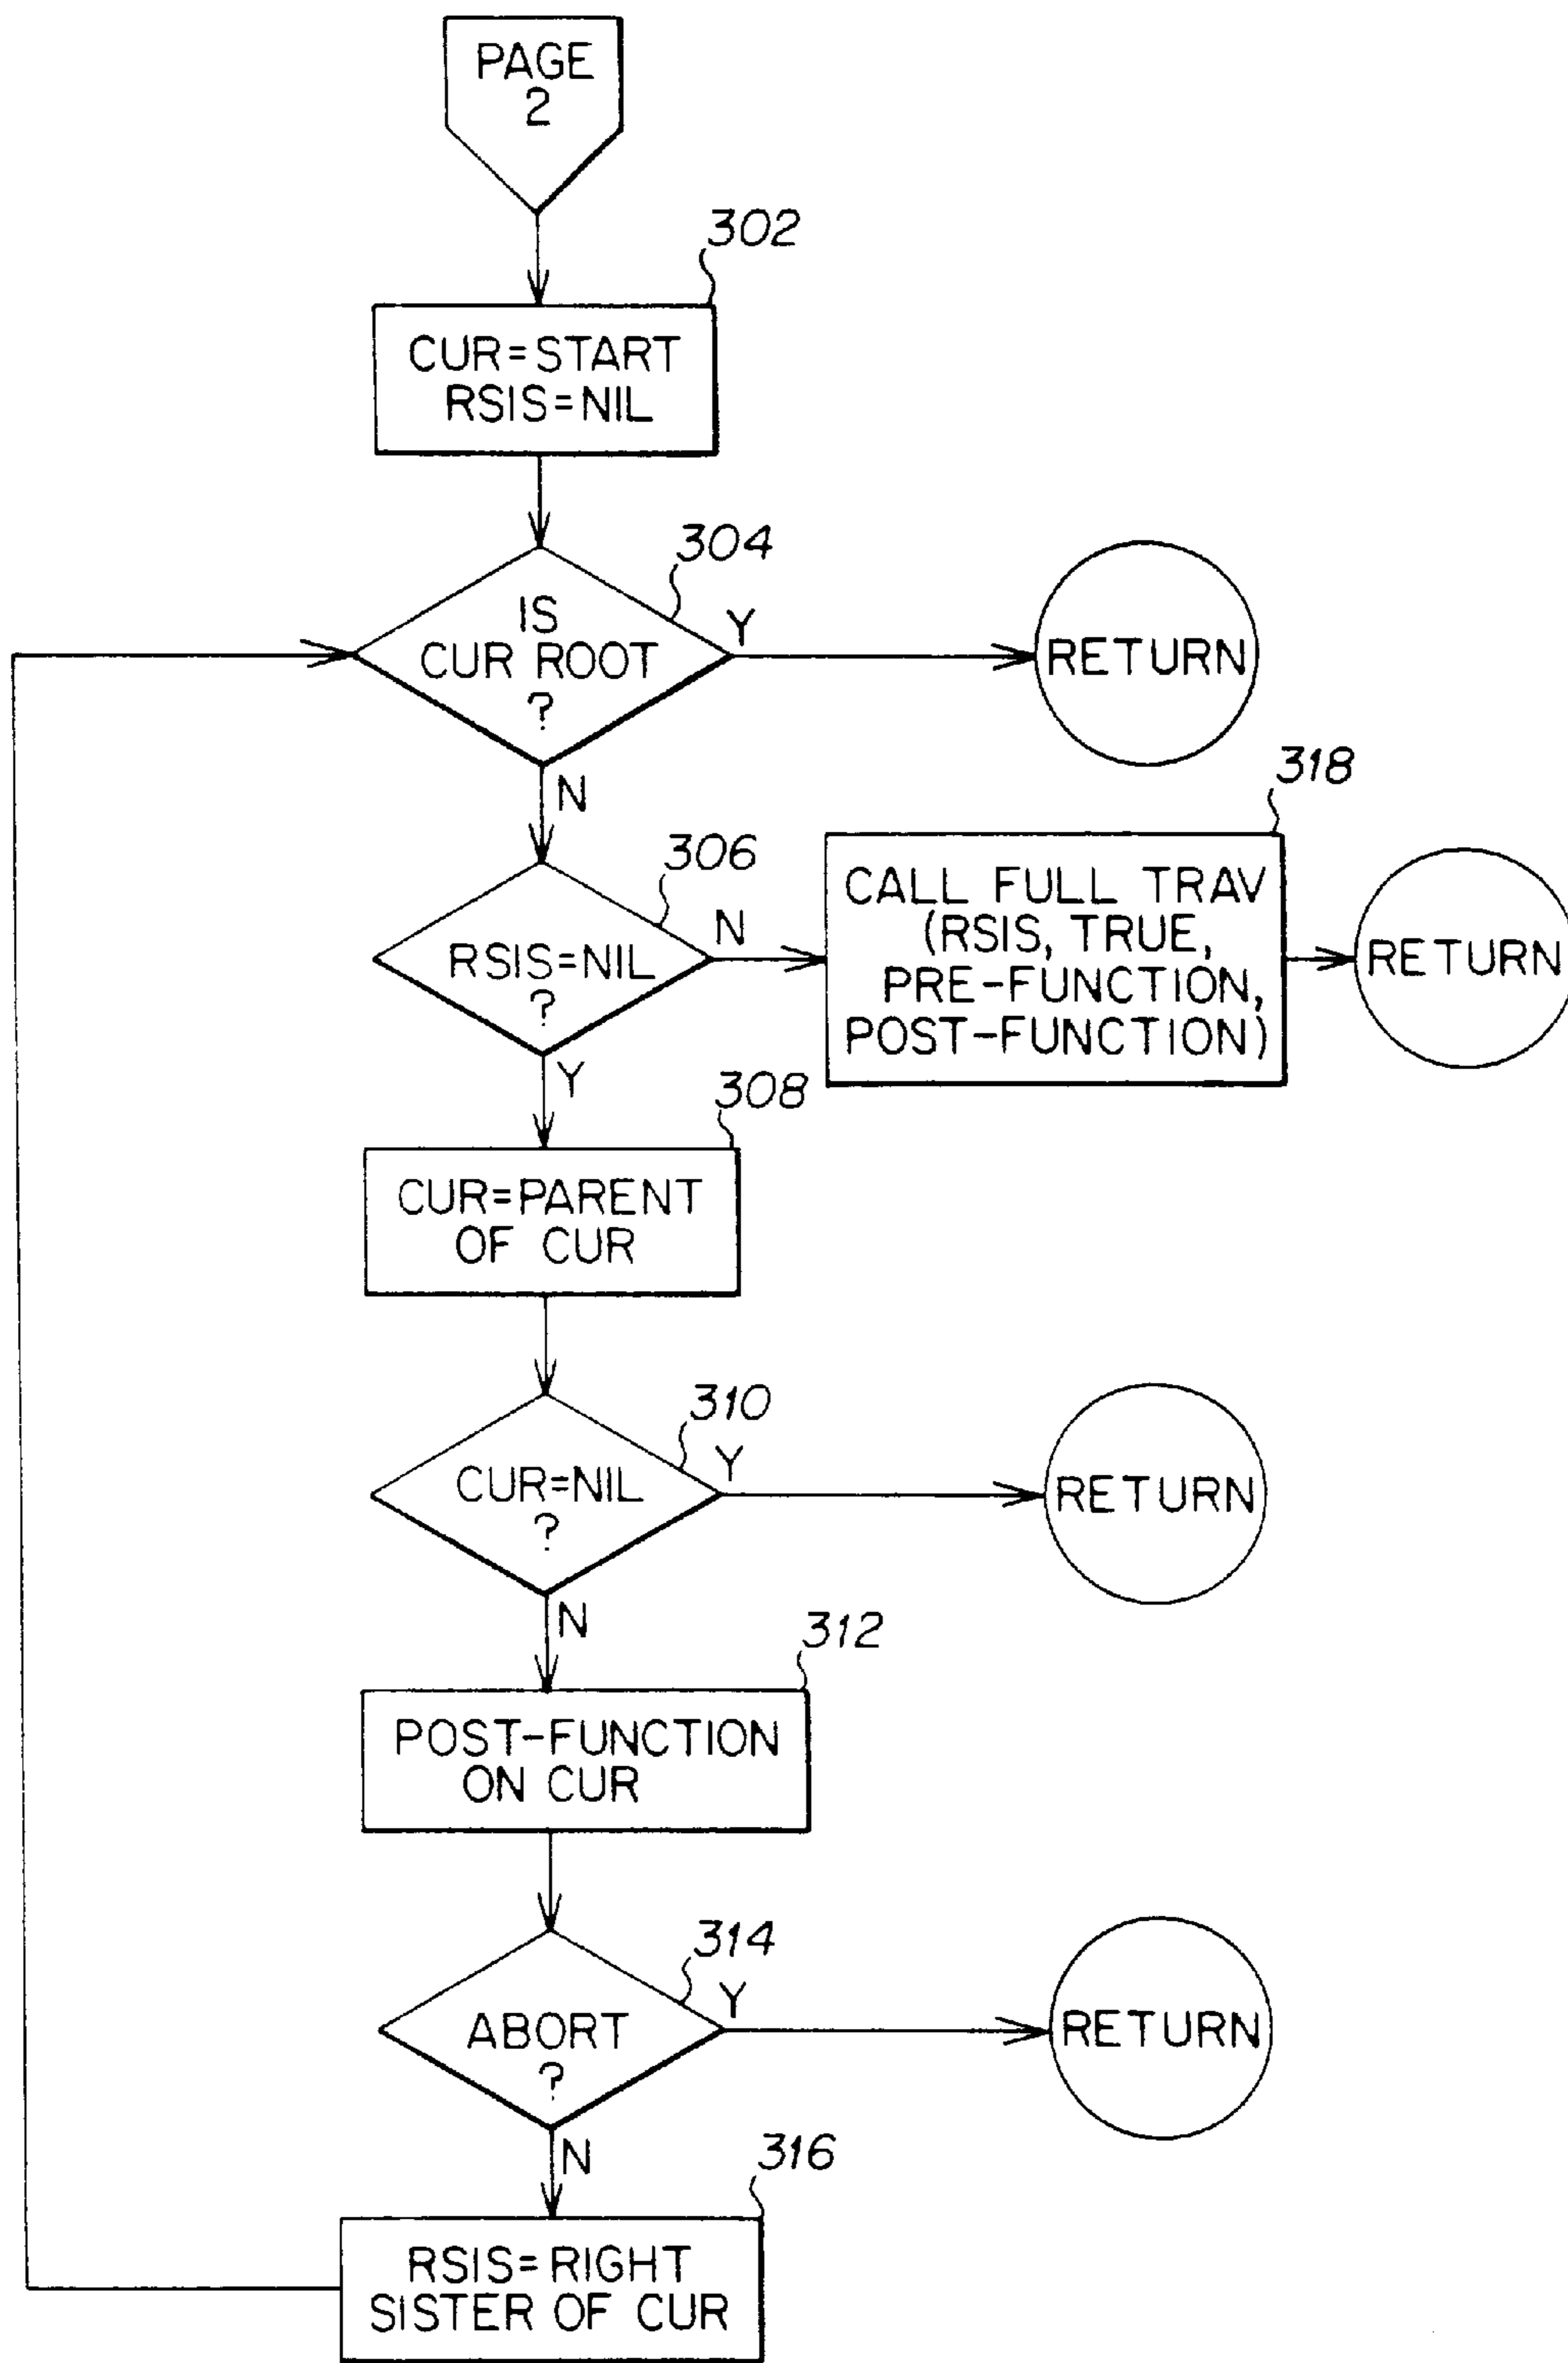 PAGE
2
302
CUR=START
RSIS=NIL
304
IS
CUR ROOT
?
Y
RETURN
N
306
RSIS=NIL
?
N
318
CALL FULL TRAV
(RSIS, TRUE,
PRE-FUNCTION,
POST-FUNCTION)
RETURN
Y
308
CUR=PARENT
OF CUR
310
CUR=NIL
?
Y
RETURN
N
312
POST-FUNCTION
ON CUR
314
ABORT
?
Y
RETURN
N
316
RSIS=RIGHT
SISTER OF CUR